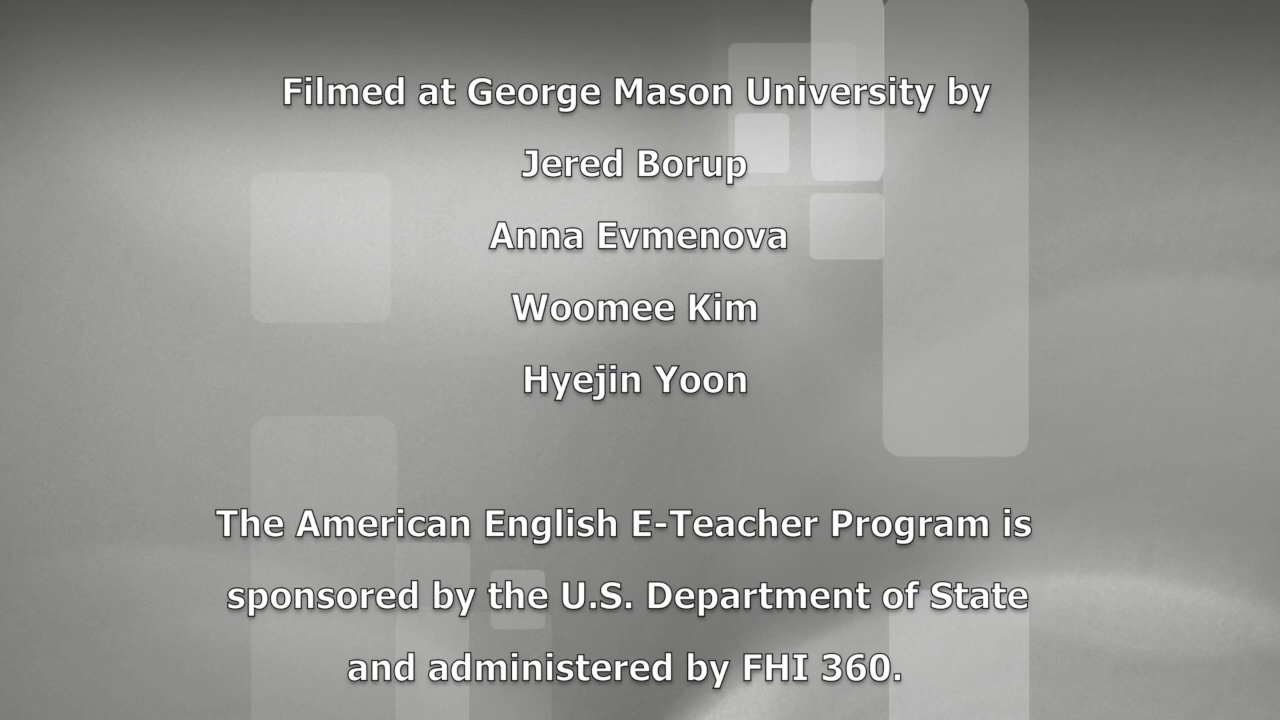 Filmed at George Mason University by
Jered Borup
Anna Evmenova
Woomee Kim
Hyejin Yoon
The American English E-Teacher Program is
sponsored by the U.S. Department of State
and administered by FHI 360.